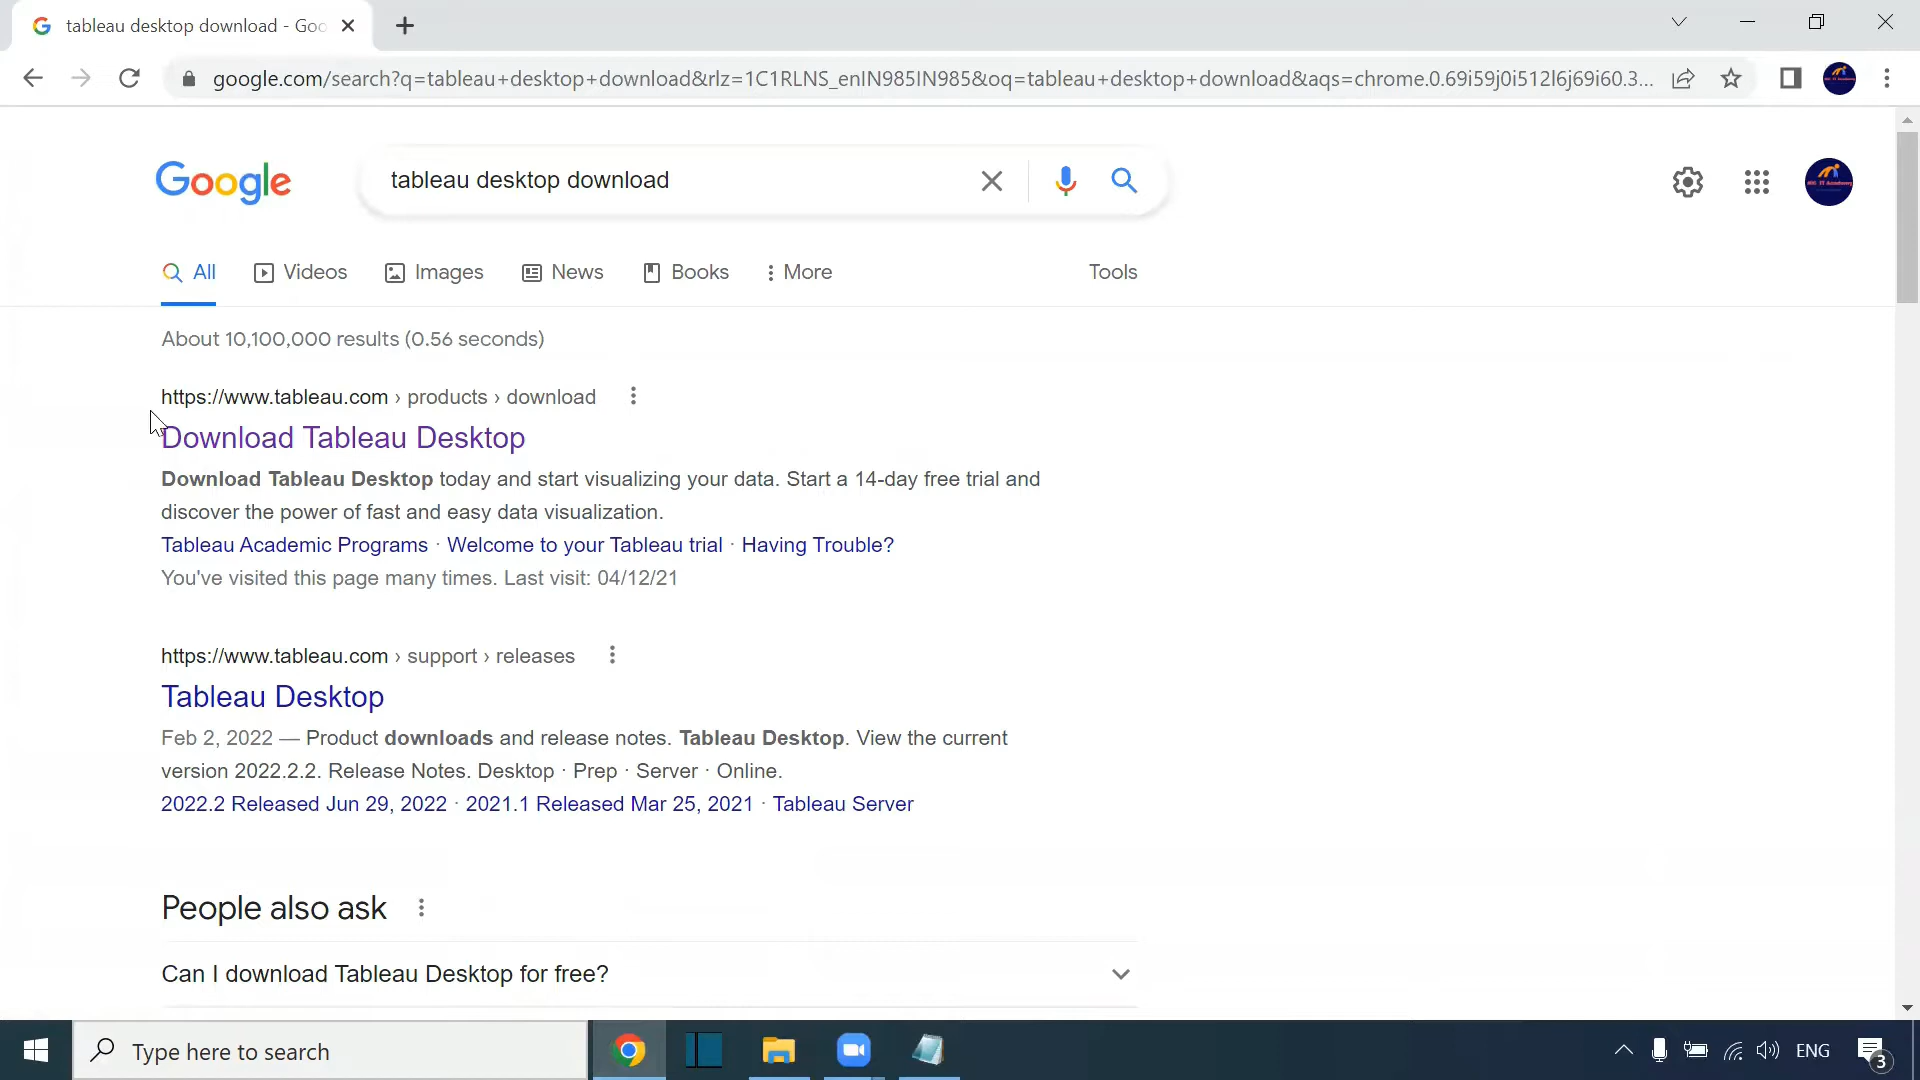 tableau desktop download - Goo
google.com/search?q=tableau+desktop+download&rlz=1C1RLNS_enIN985IN985&oq=tableau+desktop+download&aqs=chrome.0.69i59j0i512l6j69i60.3...
Google
tableau desktop download
All
Videos
Images
News
Books
More
Tools
About 10,100,000 results (0.56 seconds)
https://www.tableau.com › products › download
Download Tableau Desktop
Download Tableau Desktop today and start visualizing your data. Start a 14-day free trial and
discover the power of fast and easy data visualization.
Tableau Academic Programs · Welcome to your Tableau trial · Having Trouble?
You've visited this page many times. Last visit: 04/12/21
https://www.tableau.com › support › releases
Tableau Desktop
Feb 2, 2022 — Product downloads and release notes. Tableau Desktop. View the current
version 2022.2.2. Release Notes. Desktop · Prep · Server · Online.
2022.2 Released Jun 29, 2022 · 2021.1 Released Mar 25, 2021 · Tableau Server
People also ask
Can I download Tableau Desktop for free?
Type here to search
ENG
3